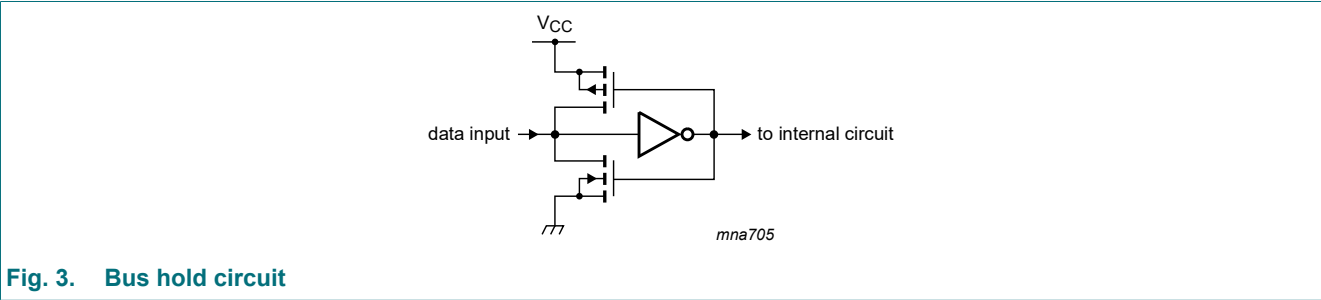 VCC
data input
to internal circuit
mna705
Fig. 3. Bus hold circuit